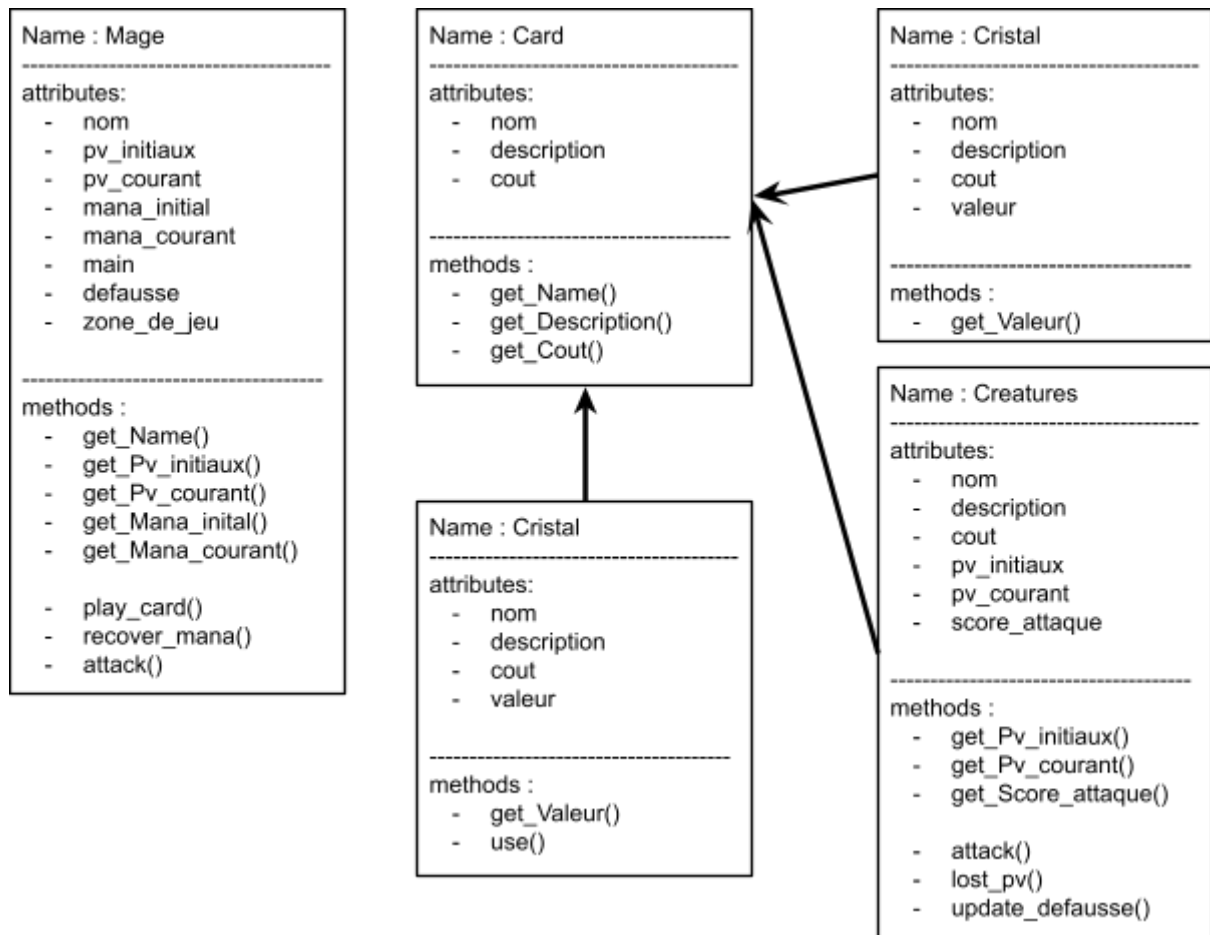 Name : Mage
----------------------------------------
attributes:
- nom
- pv_initiaux
- pv_courant
- mana_initial
- mana_courant
- main
- defausse
- zone_de_jeu
---------------------------------------
methods :
- get_Name()
- get_Pv_initiaux()
- get_Pv_courant()
- get_Mana_inital()
- get_Mana_courant()
- play_card()
- recover_mana()
- attack()
Name : Card
----------------------------------------
attributes:
- nom
- description
- cout
---------------------------------------
methods :
- get_Name()
- get_Description()
- get_Cout()
Name : Cristal
----------------------------------------
attributes:
- nom
- description
- cout
- valeur
---------------------------------------
methods :
- get_Valeur()
- use()
Name : Cristal
----------------------------------------
attributes:
- nom
- description
- cout
- valeur
---------------------------------------
methods :
- get_Valeur()
Name : Creatures
----------------------------------------
attributes:
- nom
- description
- cout
- pv_initiaux
- pv_courant
- score_attaque
---------------------------------------
methods :
- get_Pv_initiaux()
- get_Pv_courant()
- get_Score_attaque()
- attack()
- lost_pv()
- update_defausse()